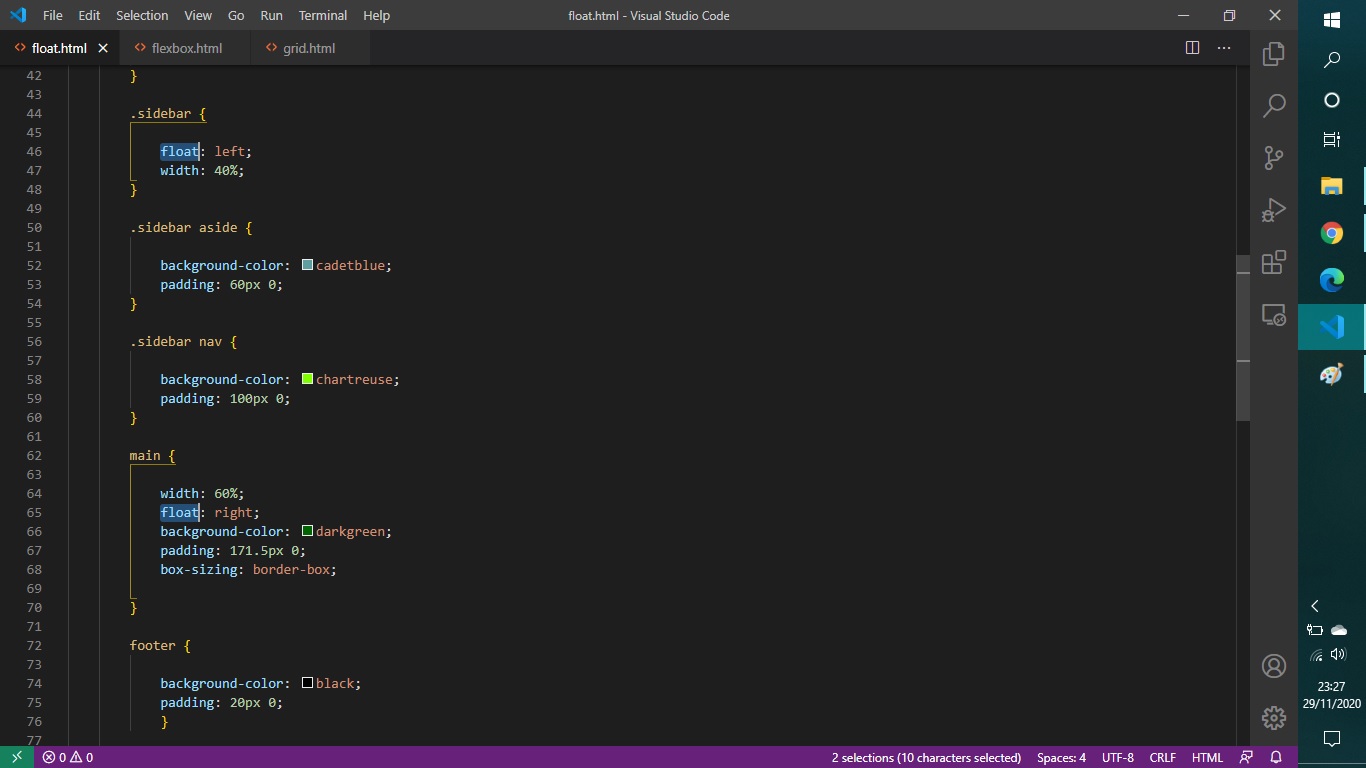 File Edit Selection View Go Run Terminal Help float.html - Visual Studio Code
float.html flexbox.html grid.html
42 }
43
44 .sidebar {
45
46 float: left;
47 width: 40%;
48 }
49
50 .sidebar aside {
51
52 background-color: cadetblue;
53 padding: 60px 0;
54 }
55
56 .sidebar nav {
57
58 background-color: chartreuse;
59 padding: 100px 0;
60 }
61
62 main {
63
64 width: 60%;
65 float: right;
66 background-color: darkgreen;
67 padding: 171.5px 0;
68 box-sizing: border-box;
69
70 }
71
72 footer {
73
74 background-color: black;
75 padding: 20px 0;
76 }
77
0 0 2 selections (10 characters selected) Spaces: 4 UTF-8 CRLF HTML
23:27
29/11/2020